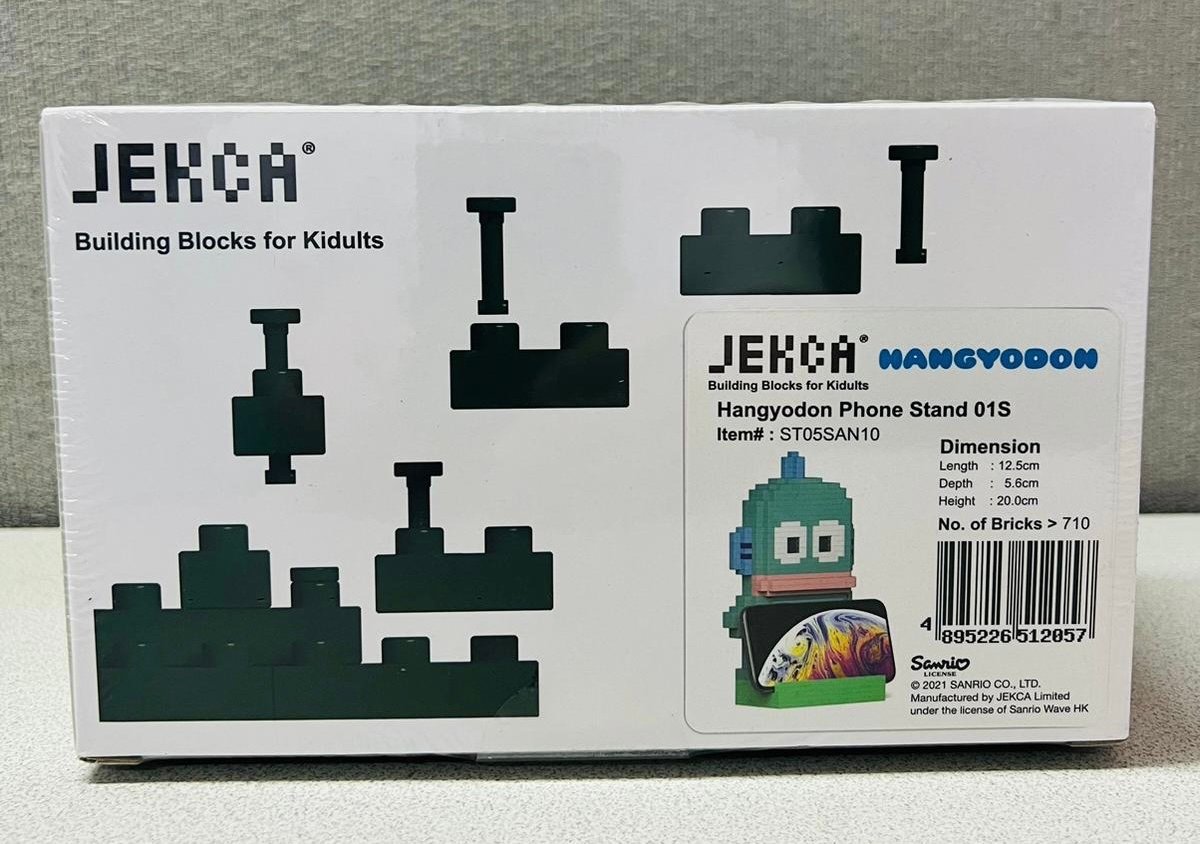 JEKCA®
Building Blocks for Kidults
JEKCA® HANGYODON
Building Blocks for Kidults
Hangyodon Phone Stand 01S
Item# : ST05SAN10
Dimension
Length : 12.5cm
Depth : 5.6cm
Height : 20.0cm
No. of Bricks > 710
4 895226 512057
Sanrio
LICENSE
© 2021 SANRIO CO., LTD.
Manufactured by JEKCA Limited
under the license of Sanrio Wave HK